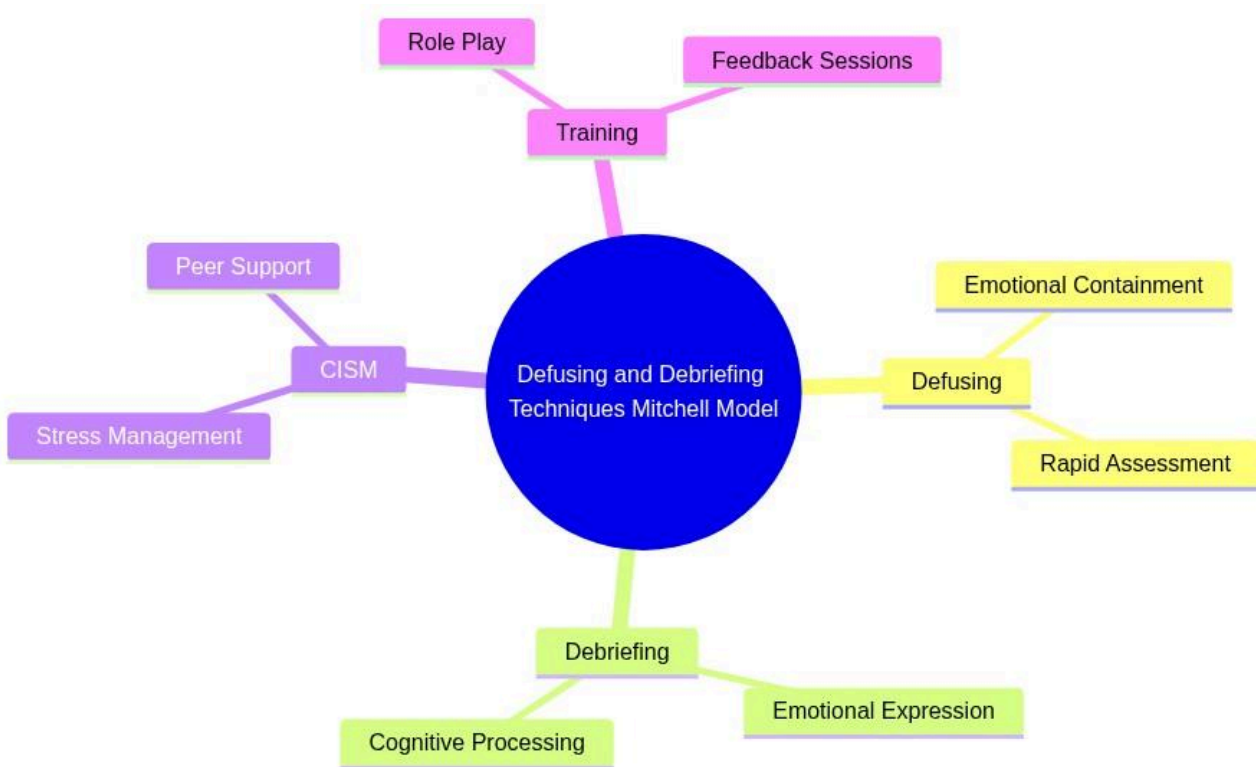 Role Play
Feedback Sessions
Training
Peer Support
CISM
Stress Management
Defusing and Debriefing
Techniques Mitchell Model
Emotional Containment
Defusing
Rapid Assessment
Debriefing
Emotional Expression
Cognitive Processing